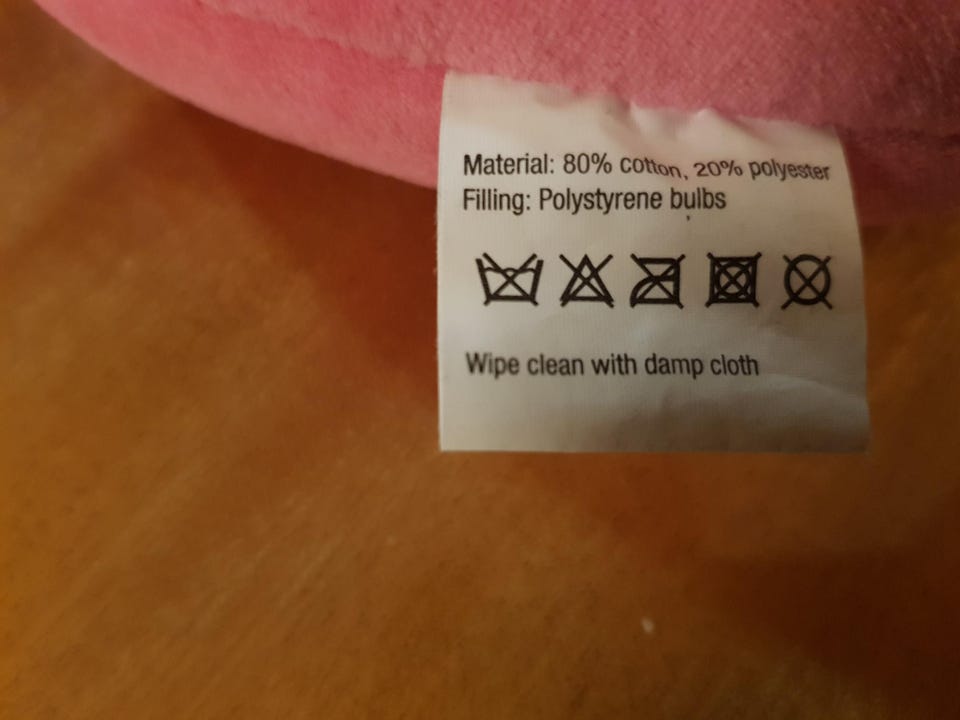 Material: 80% cotton, 20% polyester
Filling: Polystyrene bulbs
Wipe clean with damp cloth